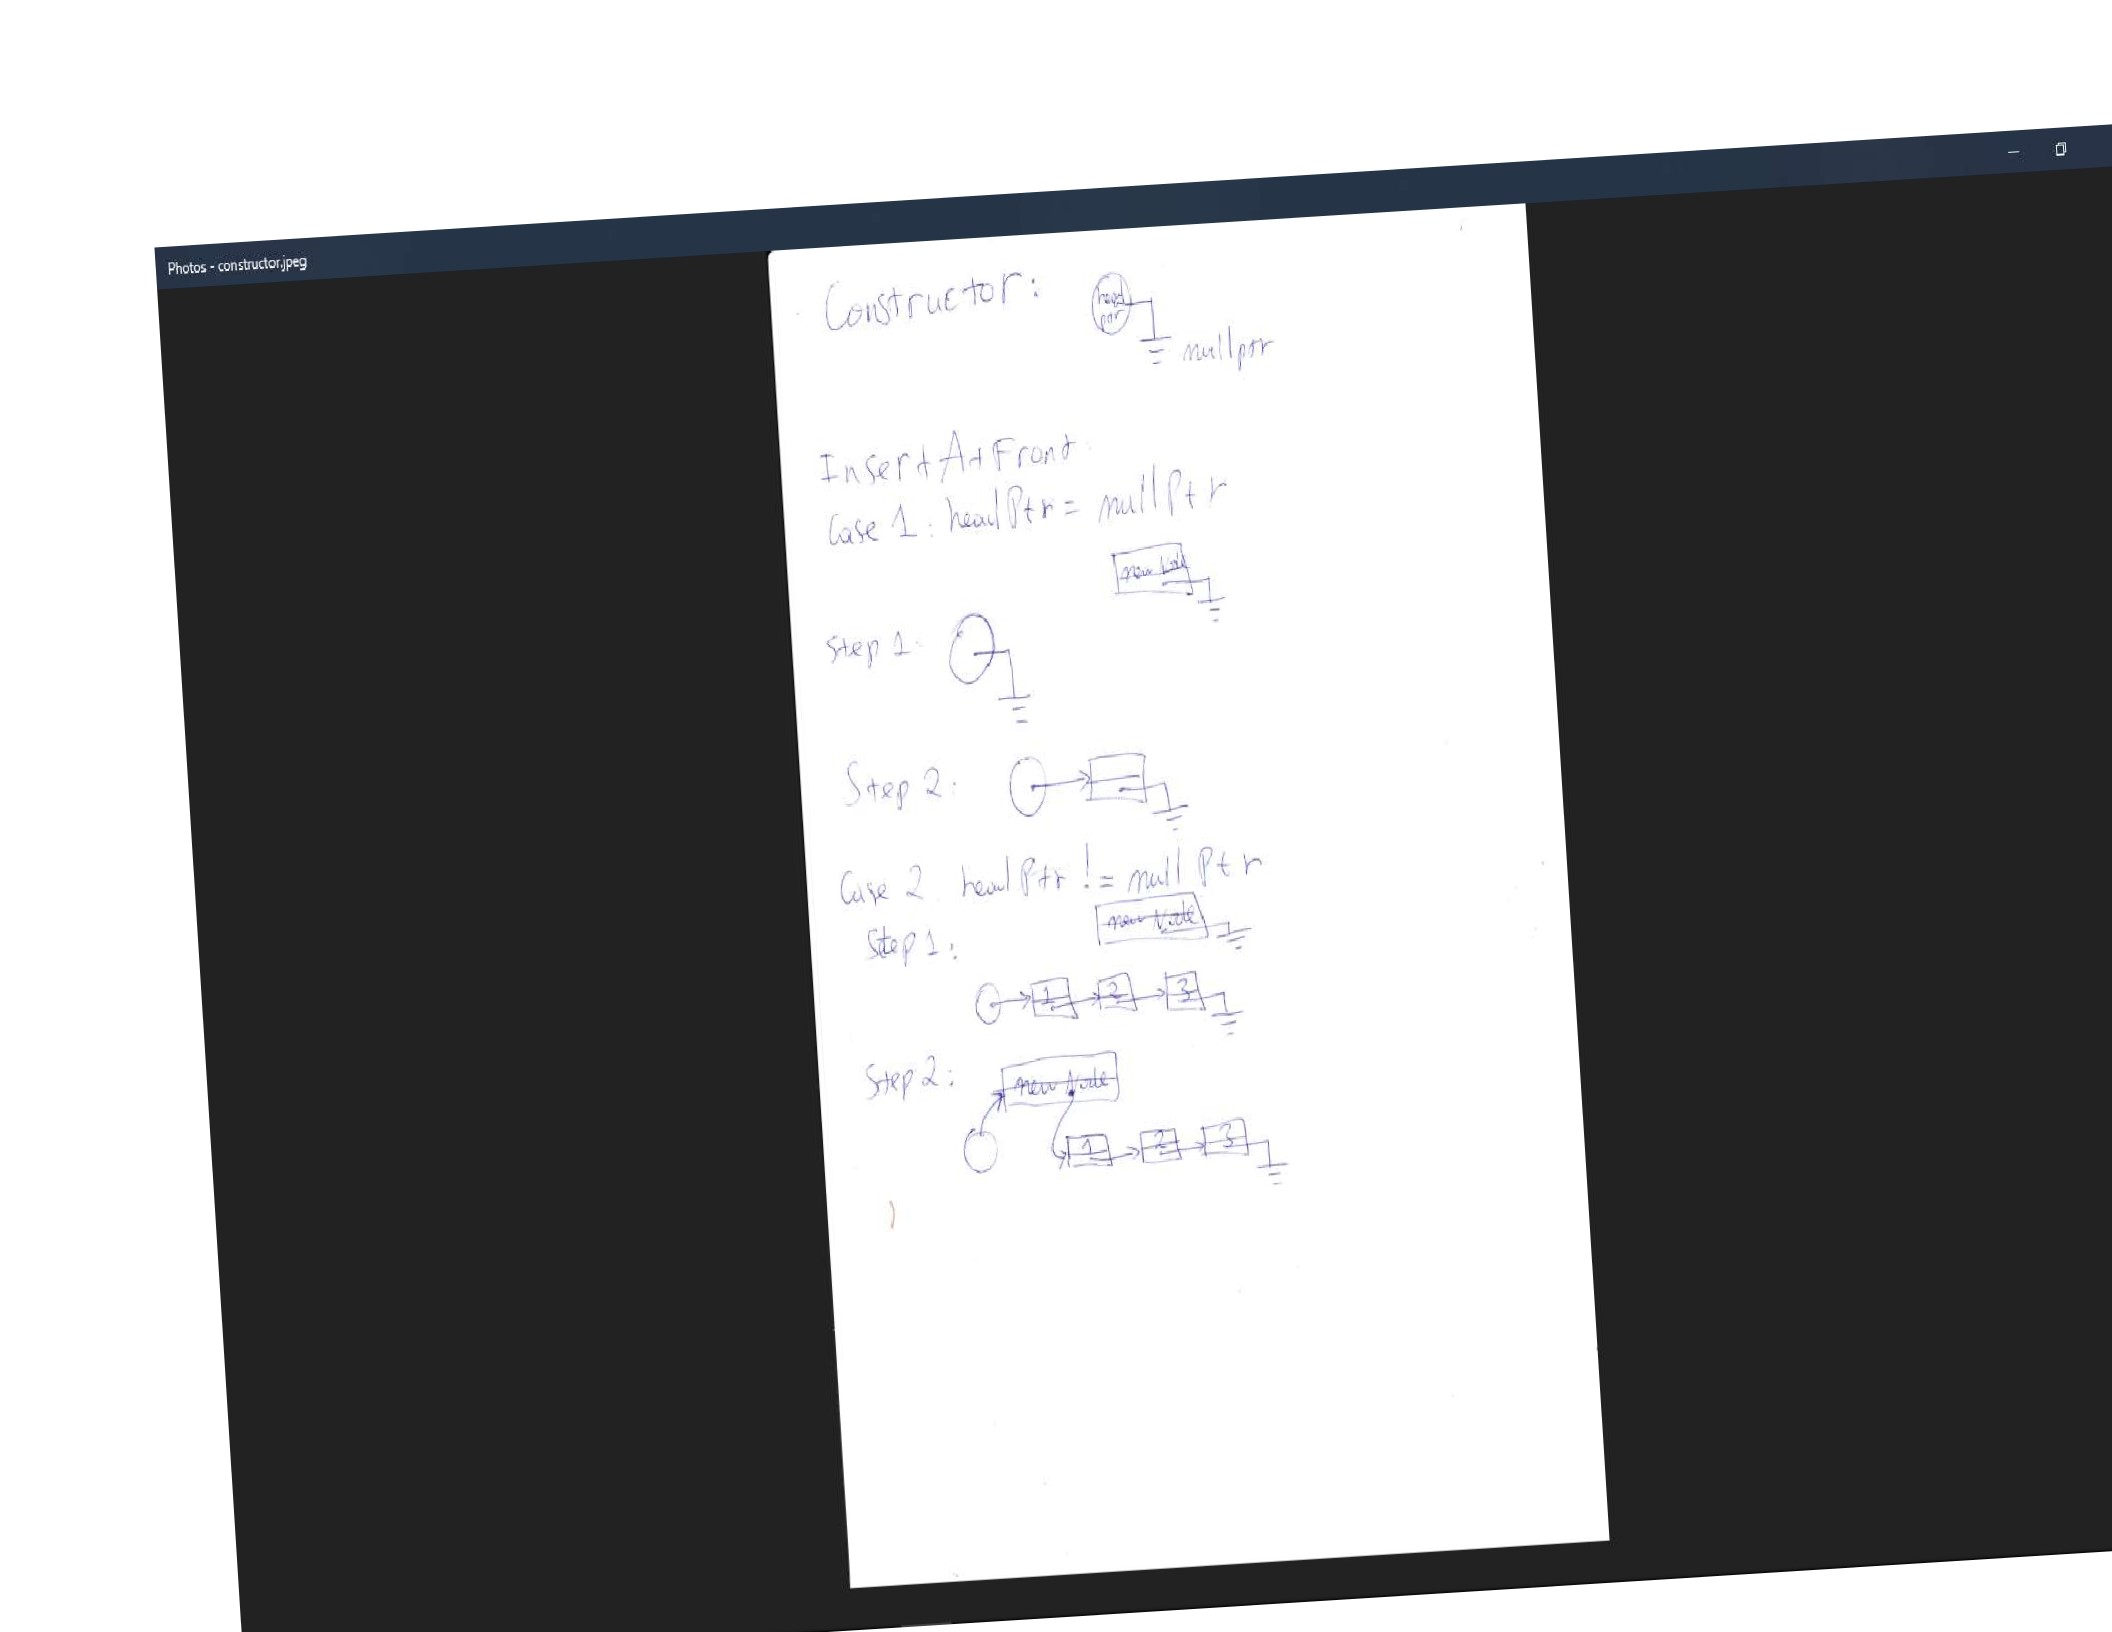 Photos - constructor.jpeg
Constructor:
head
ptr
nullptr
InsertAtFront:
Case 1: headPtr = nullPtr
new Node
Step 1:
Step 2:
Case 2 headPtr != nullPtr
new Node
Step 1:
1 2 3
Step 2:
new Node
1 2 3